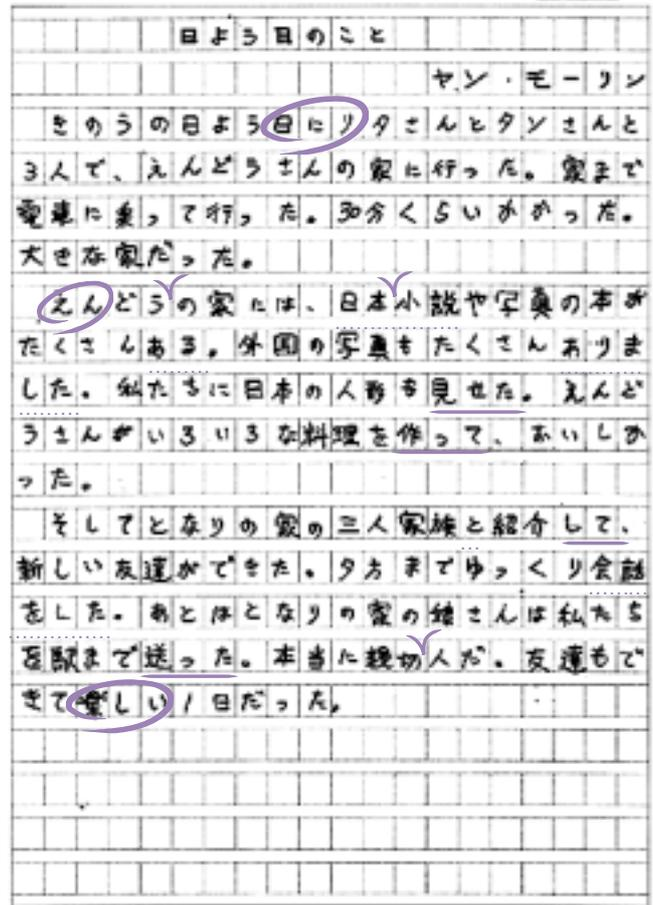 日よう日のこと
ヤン・モーリン
きのうの日よう日にリタさんとタンさんと
3人で、えんどうさんの家に行った。家まで
電車に乗って行った。30分くらいかかった。
大きな家だった。
えんどうの家には、日本小説や写真の本が
たくさんある。外国の写真もたくさんありま
した。私たちに日本の人形を見せた。えんど
うさんがいろいろな料理を作って、おいしか
った。
そしてとなりの家の三人家族と紹介して、
新しい友達ができた。夕方までゆっくり会話
をした。あとはとなりの家の娘さんは私たち
を駅まで送った。本当に親切人だ。友達もで
きて楽しい1日だった。